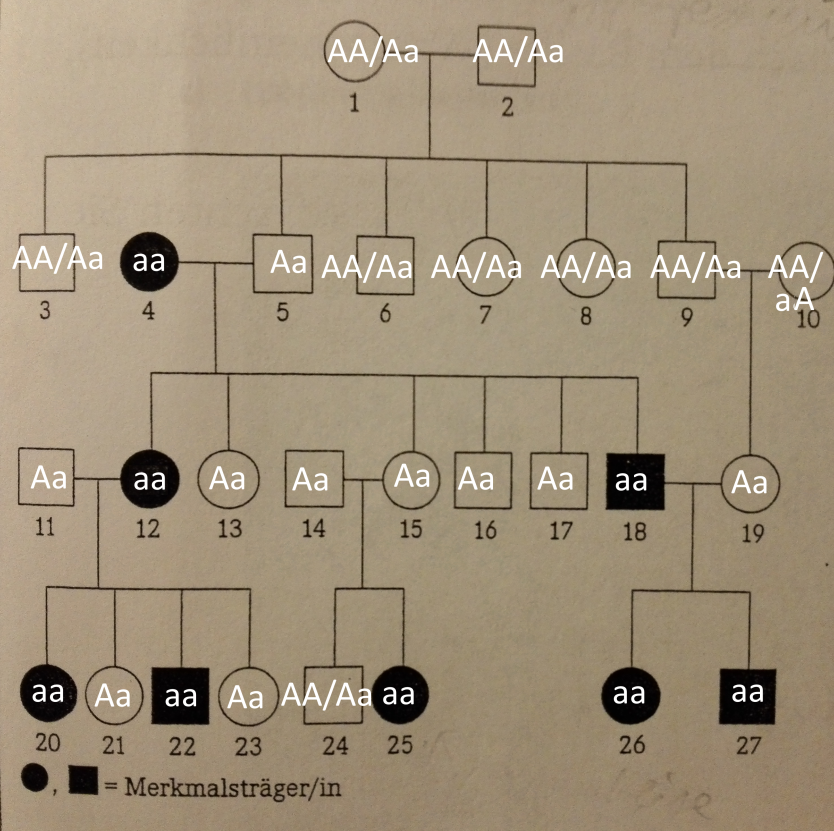 AA/Aa AA/Aa
1 2
AA/Aa aa Aa AA/Aa AA/Aa AA/Aa AA/Aa AA/
aA
3 4 5 6 7 8 9 10
Aa aa Aa Aa Aa Aa Aa aa Aa
11 12 13 14 15 16 17 18 19
aa Aa aa Aa AA/Aa aa aa aa
20 21 22 23 24 25 26 27
, = Merkmalsträger/in